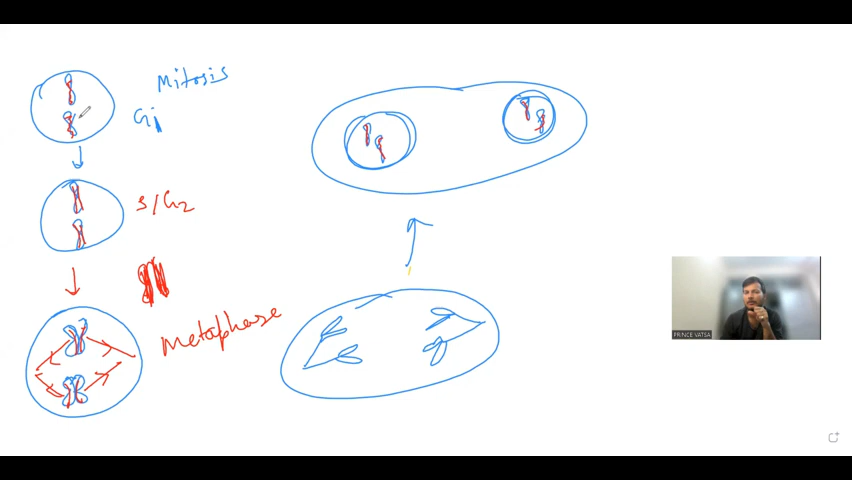 Mitosis
G1
S/G2
Metaphase
PRINCE VATSA